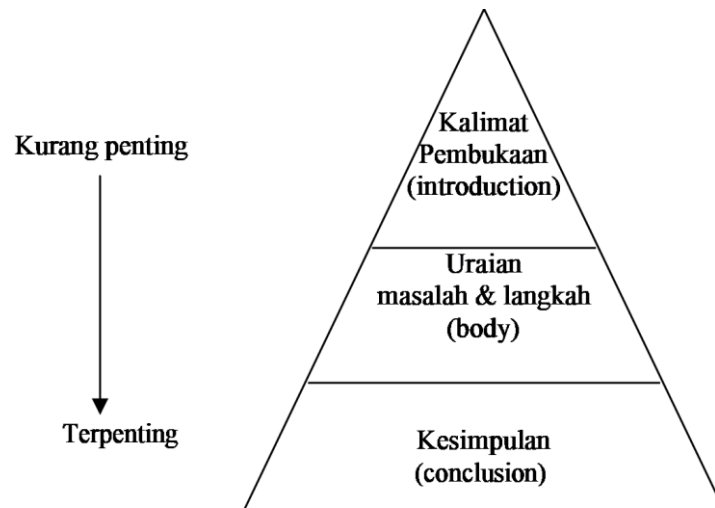 Kurang penting
Terpenting
Kalimat
Pembukaan
(introduction)
Uraian
masalah & langkah
(body)
Kesimpulan
(conclusion)